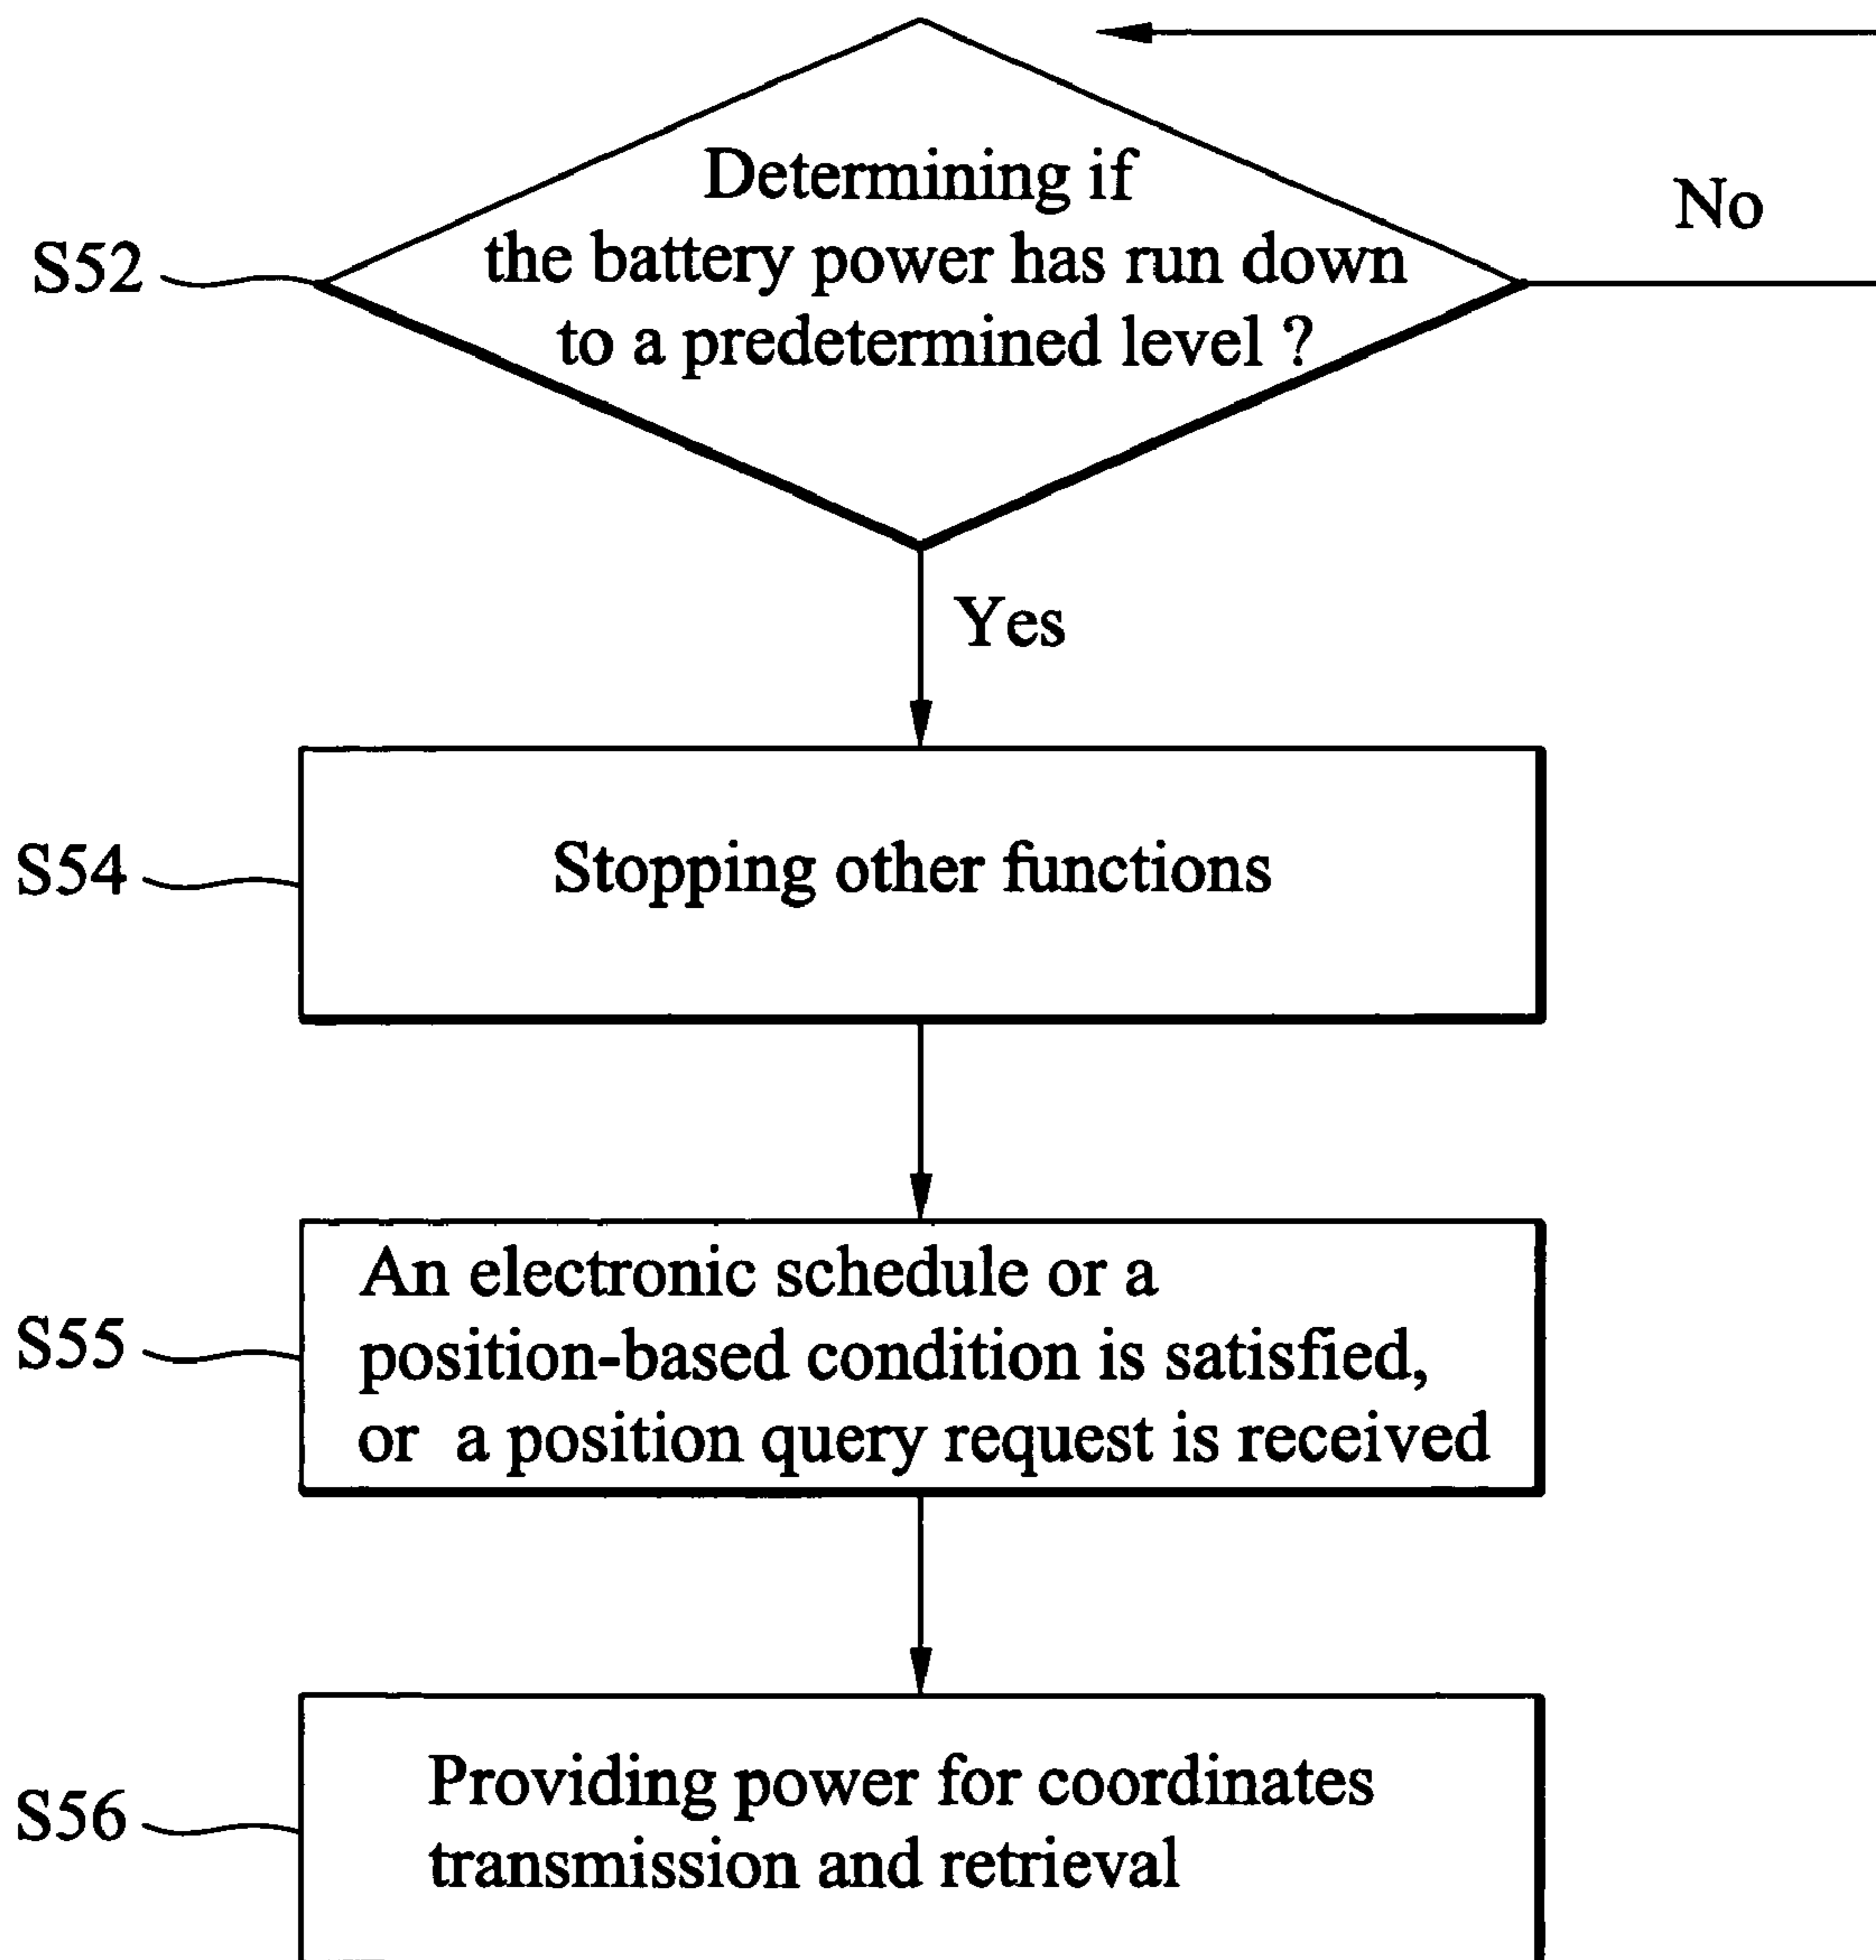 Determining if
the battery power has run down
to a predetermined level ?
S52
No
Yes
S54
Stopping other functions
S55
An electronic schedule or a
position-based condition is satisfied,
or a position query request is received
S56
Providing power for coordinates
transmission and retrieval